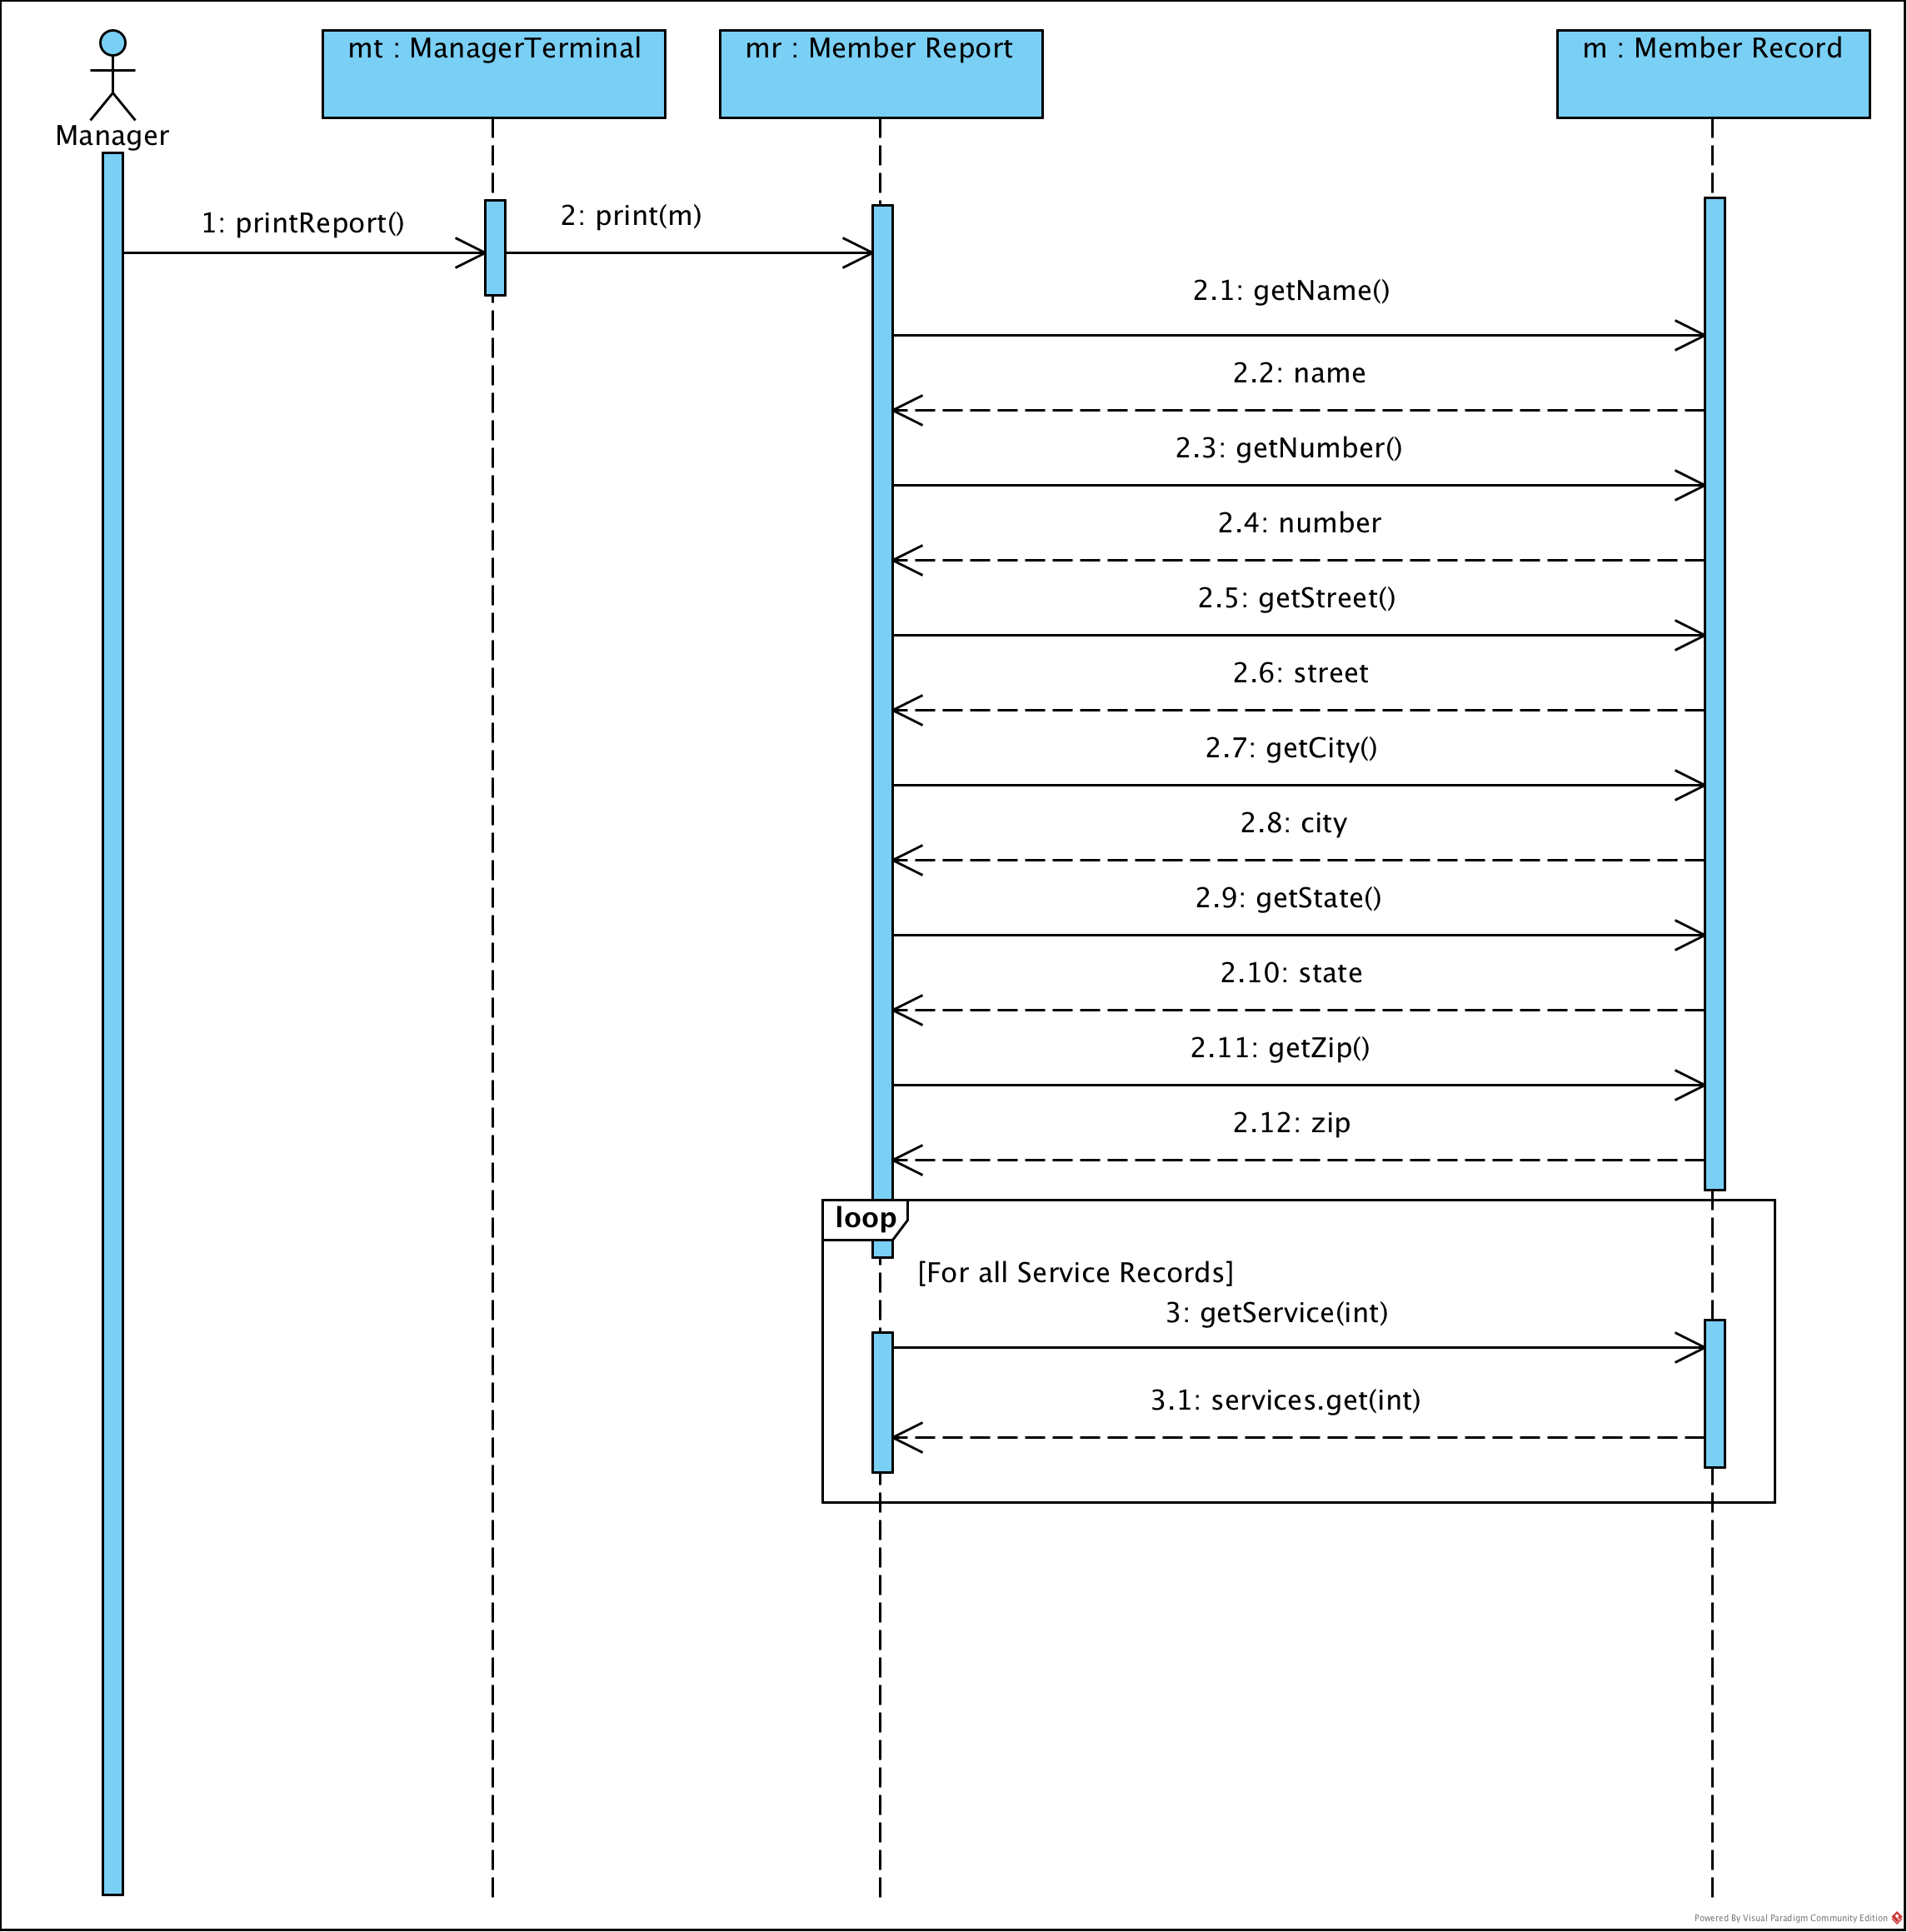 mt : ManagerTerminal
mr : Member Report
m : Member Record
Manager
1: printReport()
2: print(m)
2.1: getName()
2.2: name
2.3: getNumber()
2.4: number
2.5: getStreet()
2.6: street
2.7: getCity()
2.8: city
2.9: getState()
2.10: state
2.11: getZip()
2.12: zip
loop
[For all Service Records]
3: getService(int)
3.1: services.get(int)
Powered By Visual Paradigm Community Edition